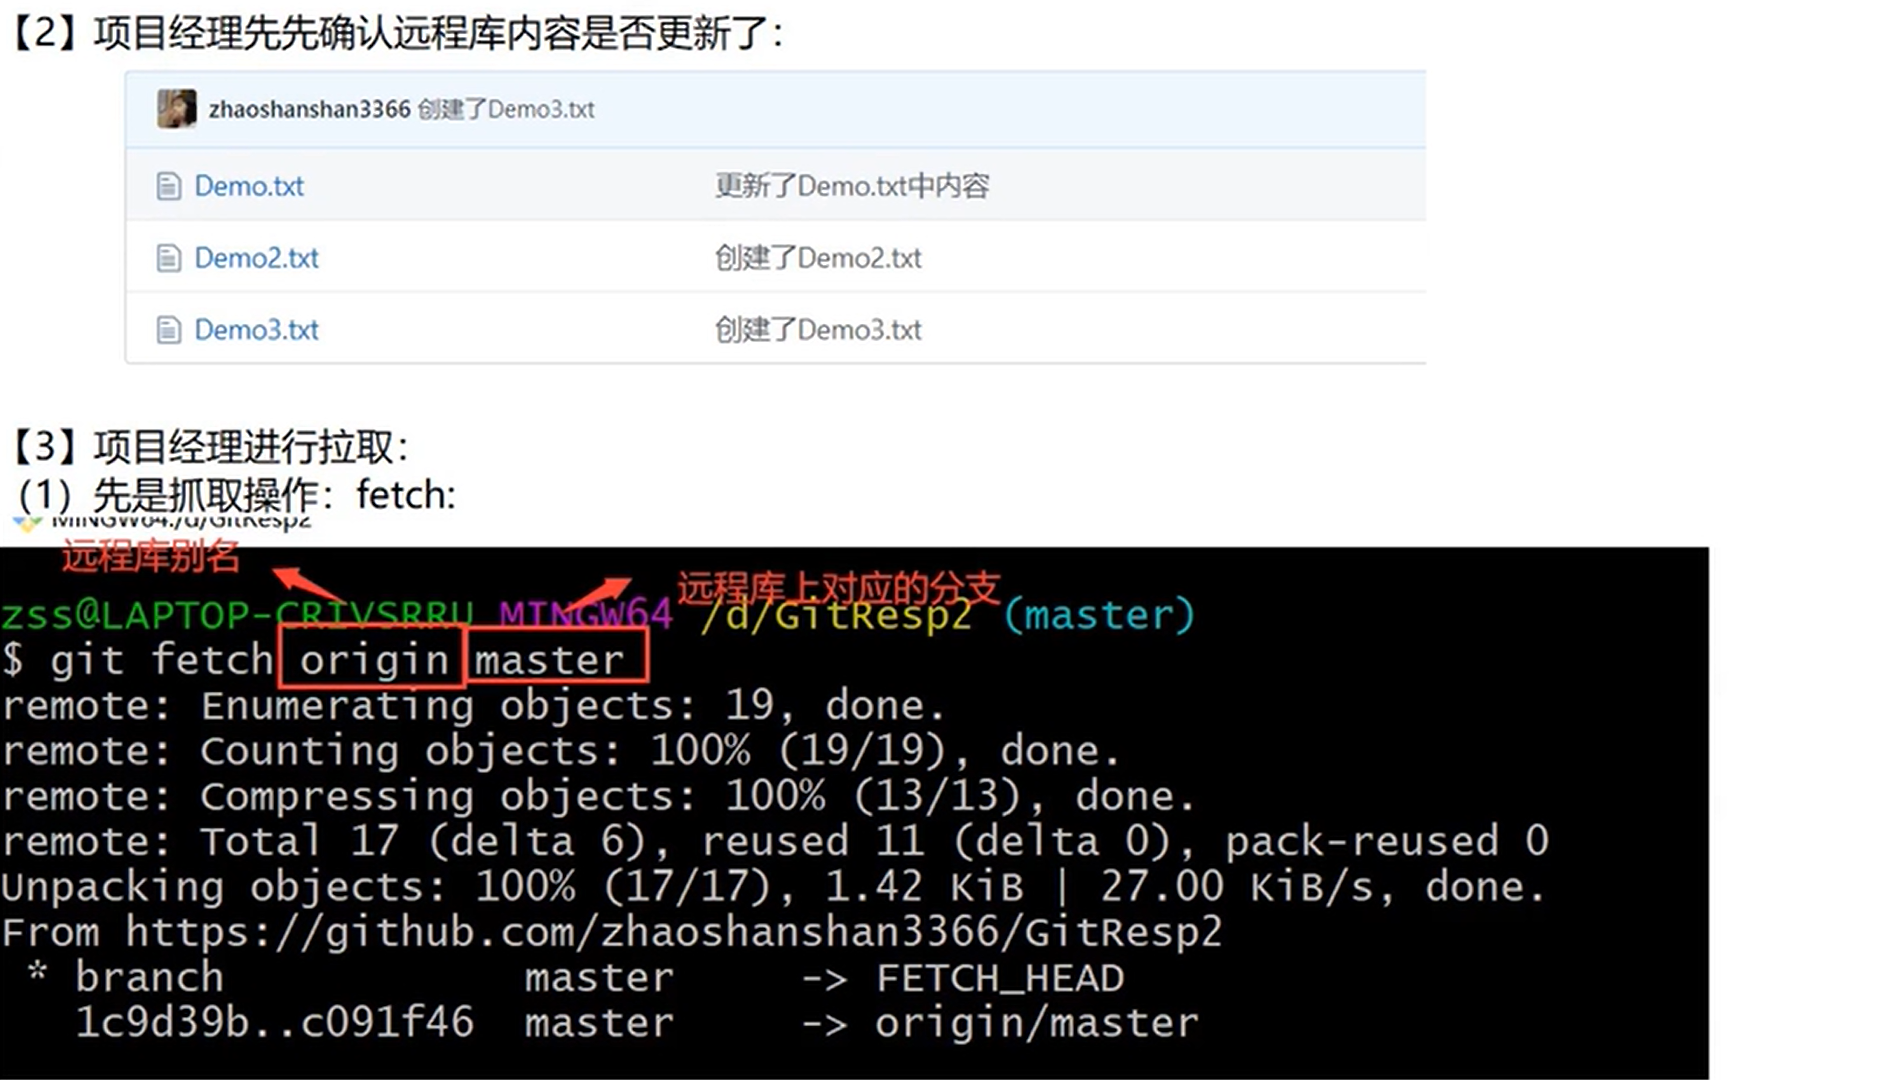 【2】项目经理先先确认远程库内容是否更新了：
zhaoshanshan3366 创建了Demo3.txt
Demo.txt 更新了Demo.txt中内容
Demo2.txt 创建了Demo2.txt
Demo3.txt 创建了Demo3.txt
【3】项目经理进行拉取：
（1）先是抓取操作：fetch:
MINGW64:/d/GitResp2
远程库别名
远程库上对应的分支
zss@LAPTOP-CRIVSRRU MINGW64 /d/GitResp2 (master)
$ git fetch origin master
remote: Enumerating objects: 19, done.
remote: Counting objects: 100% (19/19), done.
remote: Compressing objects: 100% (13/13), done.
remote: Total 17 (delta 6), reused 11 (delta 0), pack-reused 0
Unpacking objects: 100% (17/17), 1.42 KiB | 27.00 KiB/s, done.
From https://github.com/zhaoshanshan3366/GitResp2
* branch master -> FETCH_HEAD
1c9d39b..c091f46 master -> origin/master